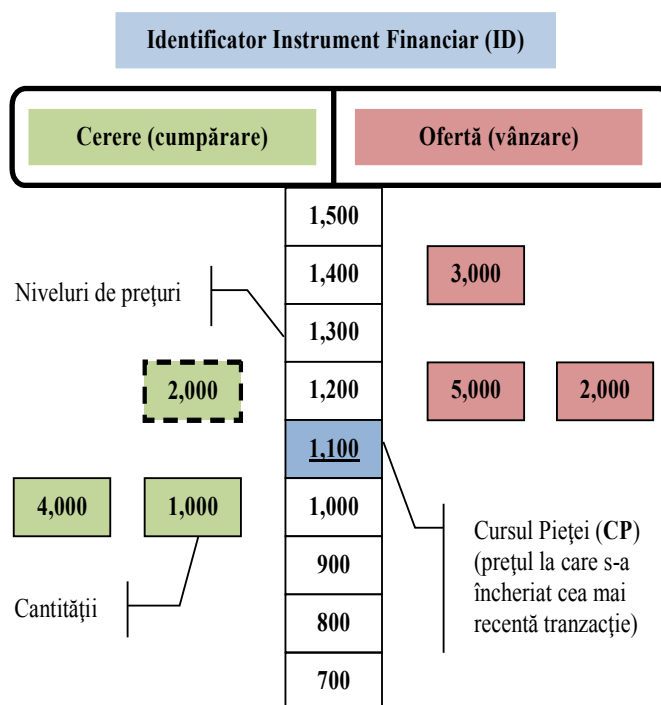 Identificator Instrument Financiar (ID)
Cerere (cumpărare)
Ofertă (vânzare)
1,500
1,400
3,000
Niveluri de preţuri
1,300
2,000
1,200
5,000
2,000
1,100
4,000
1,000
1,000
Cursul Pieţei (CP)
(preţul la care s-a
încheriat cea mai
recentă tranzacţie)
900
Cantităţii
800
700